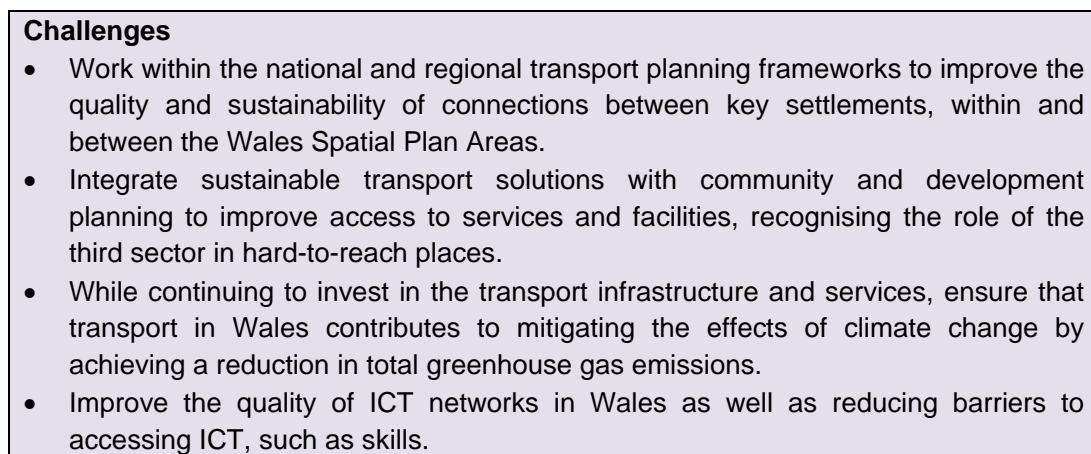 Challenges
• Work within the national and regional transport planning frameworks to improve the
quality and sustainability of connections between key settlements, within and
between the Wales Spatial Plan Areas.
• Integrate sustainable transport solutions with community and development
planning to improve access to services and facilities, recognising the role of the
third sector in hard-to-reach places.
• While continuing to invest in the transport infrastructure and services, ensure that
transport in Wales contributes to mitigating the effects of climate change by
achieving a reduction in total greenhouse gas emissions.
• Improve the quality of ICT networks in Wales as well as reducing barriers to
accessing ICT, such as skills.